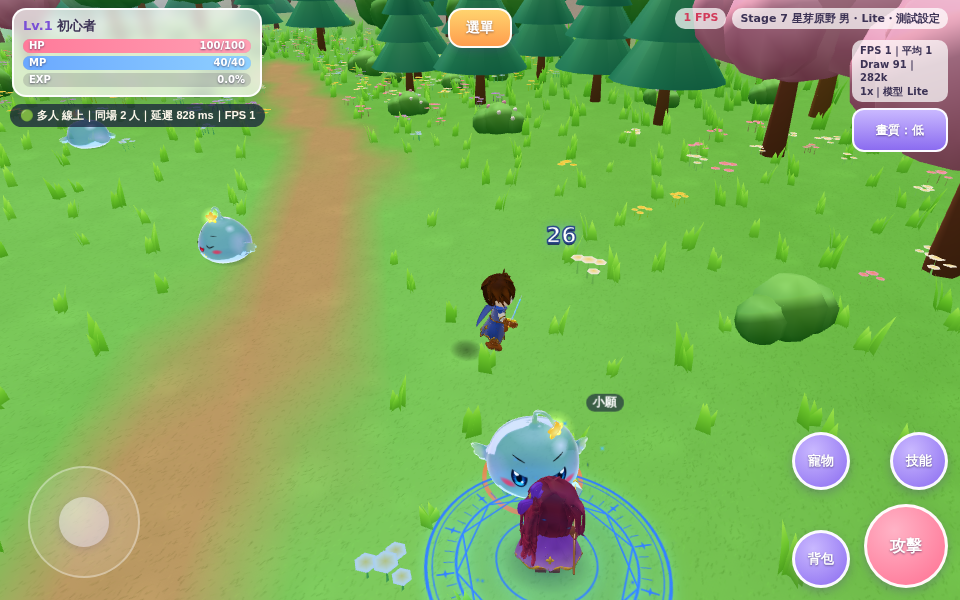 Lv.1 初心者
HP 100/100
MP 40/40
EXP 0.0%
多人 線上｜同場 2 人｜延遲 828 ms｜FPS 1
選單
1 FPS
Stage 7 星芽原野 男・Lite・測試設定
FPS 1｜平均 1
Draw 91｜
282k
1x｜模型 Lite
畫質：低
26
小願
寵物
技能
背包
攻擊